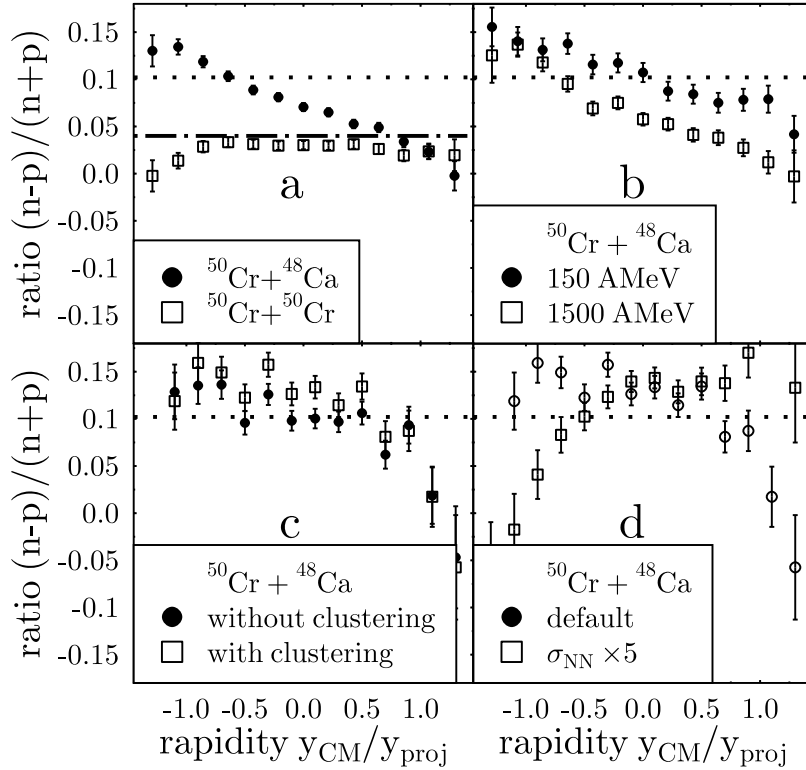 ratio (n-p)/(n+p)
0.15
0.1
0.05
0.0
-0.05
-0.1
-0.15
a
⁵⁰Cr+⁴⁸Ca
⁵⁰Cr+⁵⁰Cr
b
⁵⁰Cr + ⁴⁸Ca
150 AMeV
1500 AMeV
ratio (n-p)/(n+p)
0.15
0.1
0.05
0.0
-0.05
-0.1
-0.15
c
⁵⁰Cr + ⁴⁸Ca
without clustering
with clustering
d
⁵⁰Cr + ⁴⁸Ca
default
σ_NN ×5
-1.0 -0.5 0.0 0.5 1.0
-1.0 -0.5 0.0 0.5 1.0
rapidity y_CM/y_proj
rapidity y_CM/y_proj